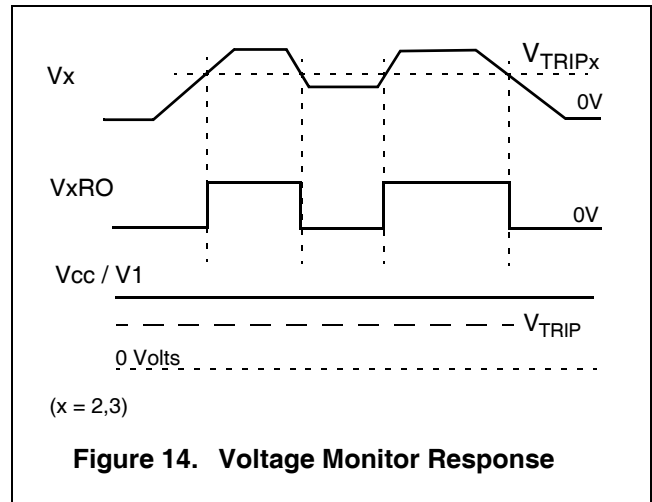 Vx
VTRIPx
0V
VxRO
0V
Vcc / V1
VTRIP
0 Volts
(x = 2,3)
Figure 14. Voltage Monitor Response